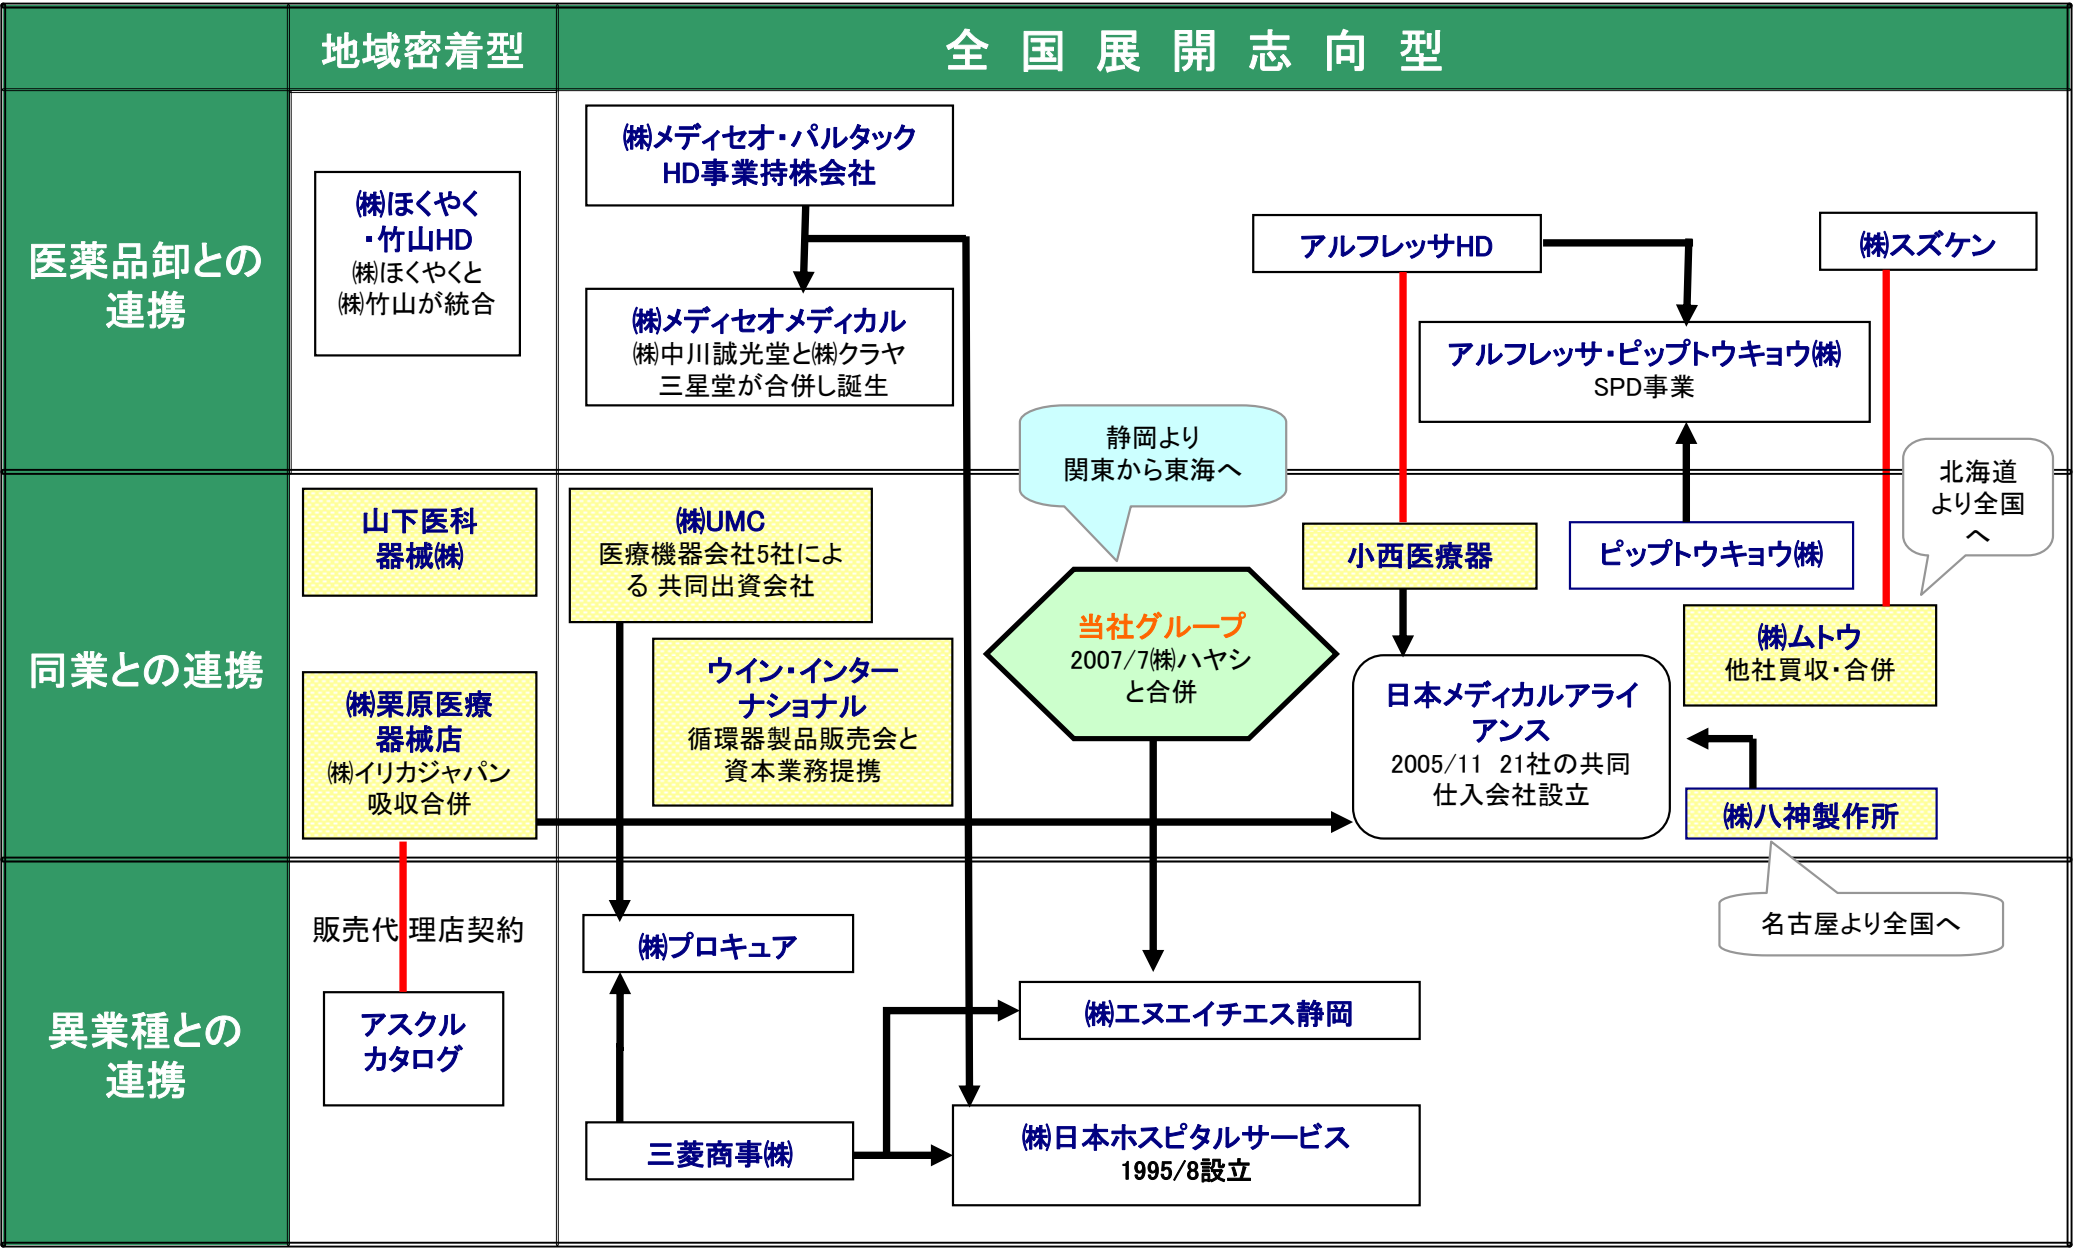 地域密着型
全国展開志向型
医薬品卸との
連携
㈱ほくやく
・竹山HD
㈱ほくやくと
㈱竹山が統合
㈱メディセオ・パルタック
HD事業持株会社
㈱メディセオメディカル
㈱中川誠光堂と㈱クラヤ
三星堂が合併し誕生
アルフレッサHD
㈱スズケン
アルフレッサ・ピップトウキョウ㈱
SPD事業
静岡より
関東から東海へ
北海道
より全国
へ
同業との連携
山下医科
器械㈱
㈱UMC
医療機器会社5社によ
る 共同出資会社
小西医療器
ピップトウキョウ㈱
当社グループ
2007/7㈱ハヤシ
と合併
㈱ムトウ
他社買収・合併
ウイン・インター
ナショナル
循環器製品販売会と
資本業務提携
㈱栗原医療
器械店
㈱イリカジャパン
吸収合併
日本メディカルアライ
アンス
2005/11 21社の共同
仕入会社設立
㈱八神製作所
名古屋より全国へ
異業種との
連携
販売代理店契約
アスクル
カタログ
㈱プロキュア
㈱エヌエイチエス静岡
三菱商事㈱
㈱日本ホスピタルサービス
1995/8設立